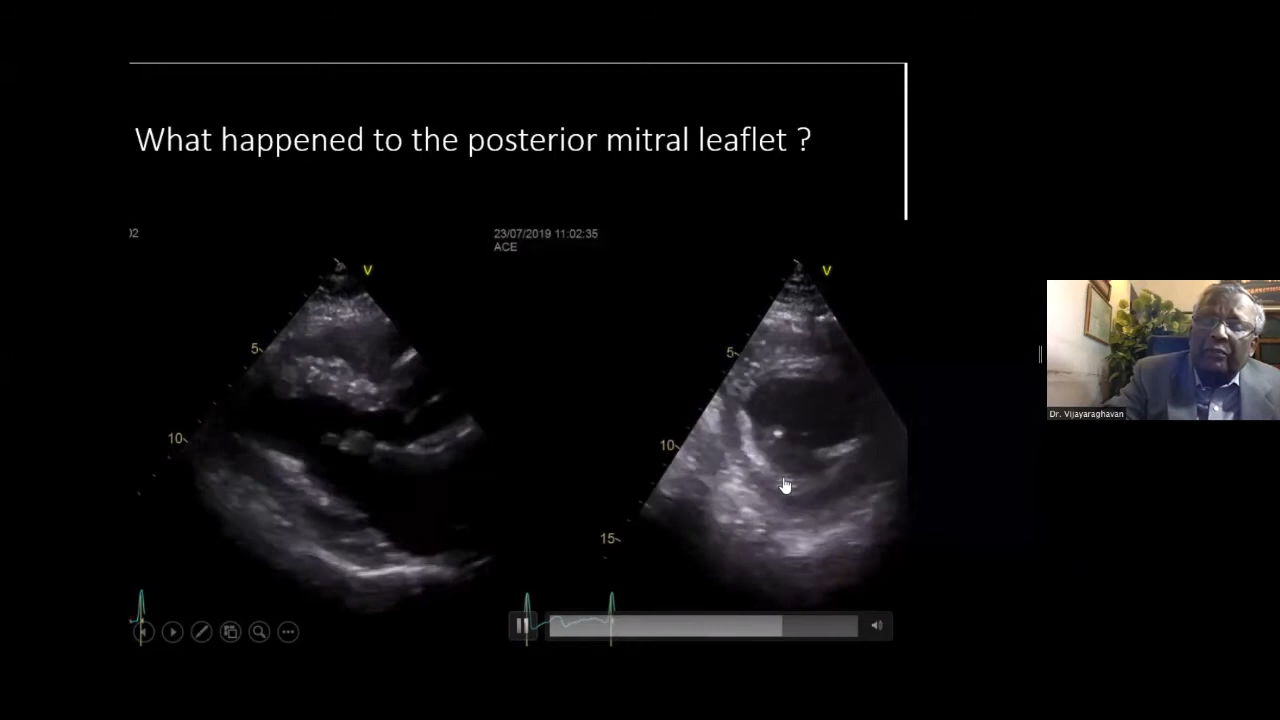 What happened to the posterior mitral leaflet ?
02
23/07/2019 11:02:35
ACE
V
V
5
5
10
10
15
Dr. Vijayaraghavan